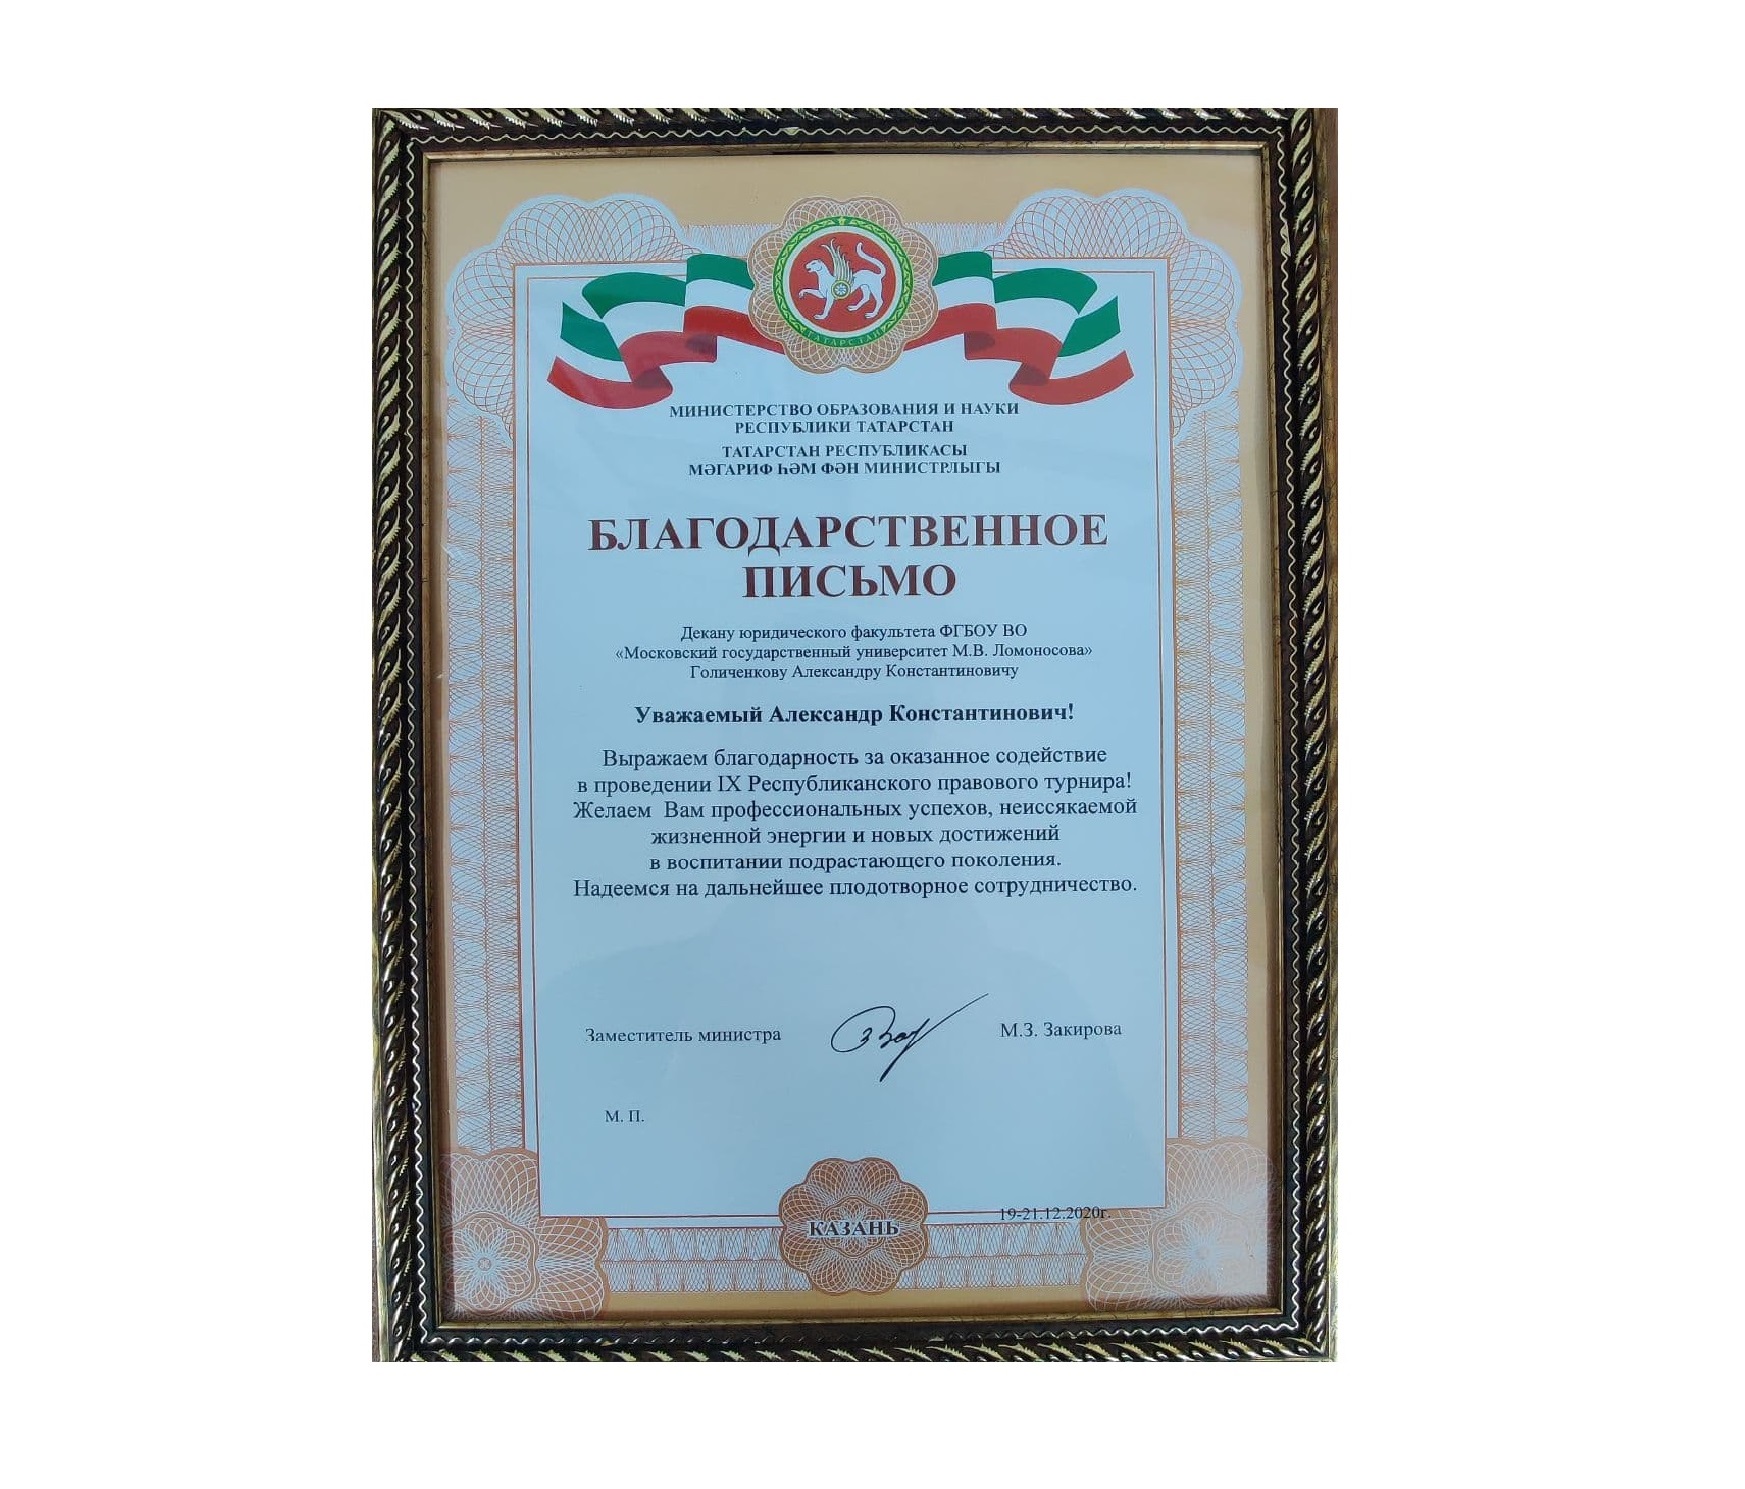 ТАТАРСТАН
МИНИСТЕРСТВО ОБРАЗОВАНИЯ И НАУКИ
РЕСПУБЛИКИ ТАТАРСТАН
ТАТАРСТАН РЕСПУБЛИКАСЫ
МӘГАРИФ ҺӘМ ФӘН МИНИСТРЛЫГЫ
БЛАГОДАРСТВЕННОЕ
ПИСЬМО
Декану юридического факультета ФГБОУ ВО
«Московский государственный университет М.В. Ломоносова»
Голиченкову Александру Константиновичу
Уважаемый Александр Константинович!
Выражаем благодарность за оказанное содействие
в проведении IX Республиканского правового турнира!
Желаем Вам профессиональных успехов, неиссякаемой
жизненной энергии и новых достижений
в воспитании подрастающего поколения.
Надеемся на дальнейшее плодотворное сотрудничество.
Заместитель министра
М.З. Закирова
М. П.
19-21.12.2020г.
КАЗАНЬ